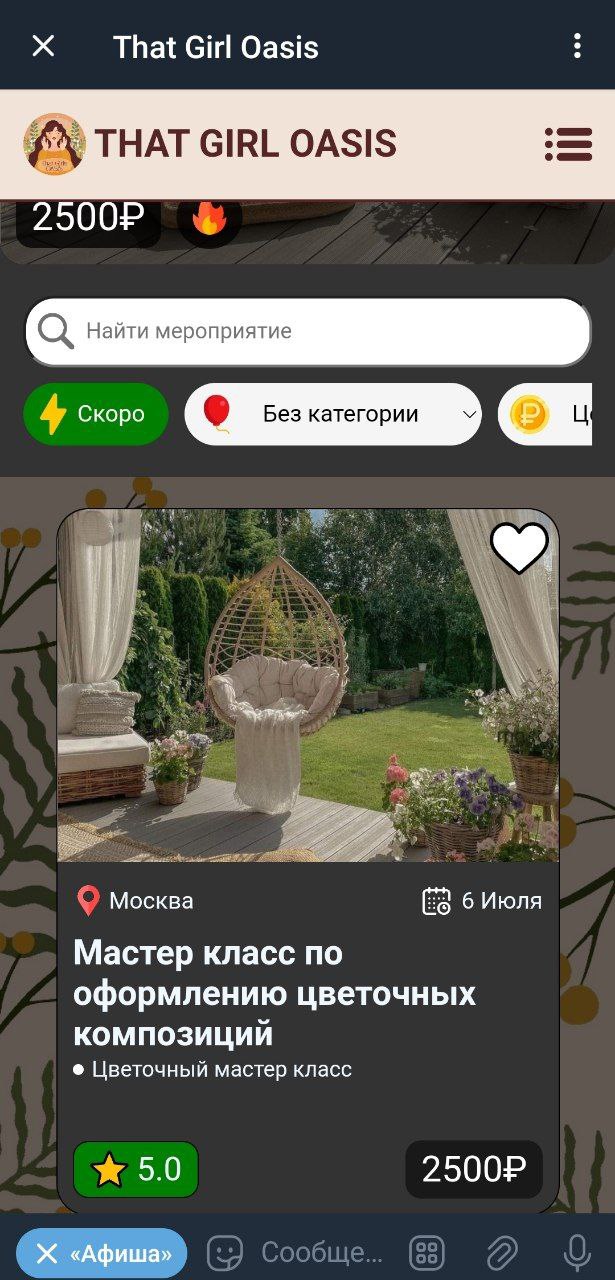 That Girl Oasis
THAT GIRL OASIS
2500₽
Найти мероприятие
Скоро
Без категории
Це
Москва
6 Июля
Мастер класс по
оформлению цветочных
композиций
Цветочный мастер класс
5.0
2500₽
«Афиша»
Сообще...